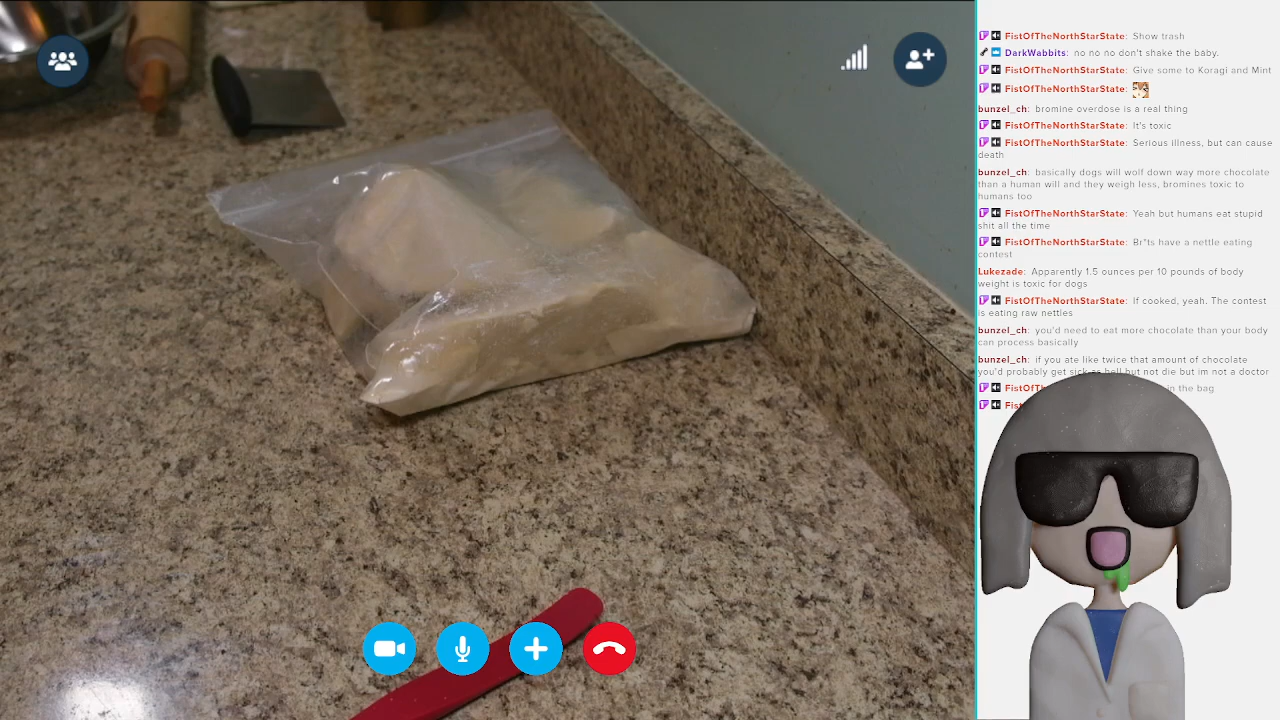 FistOfTheNorthStarState: Show trash
DarkWabbits: no no no don't shake the baby.
FistOfTheNorthStarState: Give some to Koragi and Mint
FistOfTheNorthStarState:
bunzel_ch: bromine overdose is a real thing
FistOfTheNorthStarState: It's toxic
FistOfTheNorthStarState: Serious illness, but can cause
death
bunzel_ch: basically dogs will wolf down way more chocolate
than a human will and they weigh less, bromines toxic to
humans too
FistOfTheNorthStarState: Yeah but humans eat stupid
shit all the time
FistOfTheNorthStarState: Br*ts have a nettle eating
contest
Lukezade: Apparently 1.5 ounces per 10 pounds of body
weight is toxic for dogs
FistOfTheNorthStarState: If cooked, yeah. The contest
is eating raw nettles
bunzel_ch: you'd need to eat more chocolate than your body
can process basically
bunzel_ch: if you ate like twice that amount of chocolate
you'd probably get sick as hell but not die but im not a doctor
in the bag